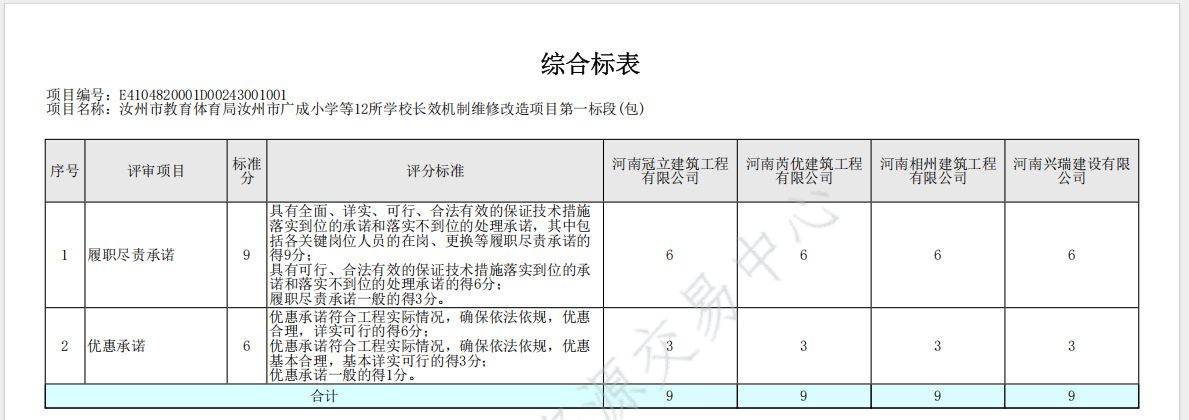 综合标表
项目编号：E4104820001D00243001001
项目名称：汝州市教育体育局汝州市广成小学等12所学校长效机制维修改造项目第一标段(包)
序号 评审项目 标准分 评分标准 河南冠立建筑工程有限公司 河南芮优建筑工程有限公司 河南相州建筑工程有限公司 河南兴瑞建设有限公司
具有全面、详实、可行、合法有效的保证技术措施
落实到位的承诺和落实不到位的处理承诺，其中包
括各关键岗位人员的在岗、更换等履职尽责承诺的
1 履职尽责承诺 9 得9分； 6 6 6 6
具有可行、合法有效的保证技术措施落实到位的承
诺和落实不到位的处理承诺的得6分；
履职尽责承诺一般的得3分。
优惠承诺符合工程实际情况，确保依法依规，优惠
合理，详实可行的得6分；
2 优惠承诺 6 优惠承诺符合工程实际情况，确保依法依规，优惠 3 3 3 3
基本合理，基本详实可行的得3分；
优惠承诺一般的得1分。
合计 9 9 9 9
源交易中心